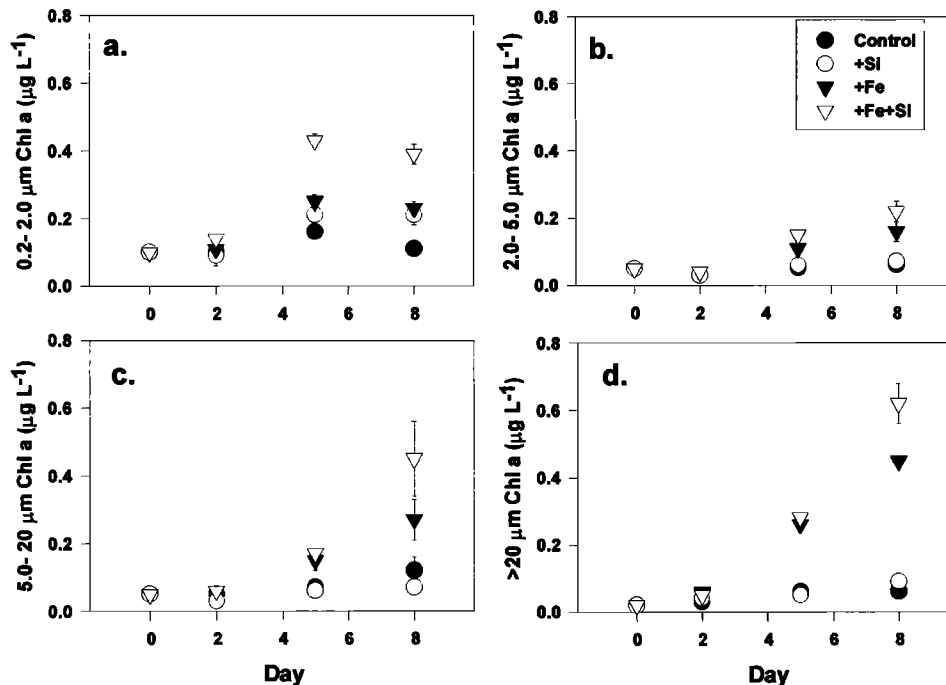 a.
0.2- 2.0 μm Chl a (μg L⁻¹)
0.8
0.6
0.4
0.2
0.0
0 2 4 6 8
b.
2.0- 5.0 μm Chl a (μg L⁻¹)
0.8
0.6
0.4
0.2
0.0
0 2 4 6 8
Control
+Si
+Fe
+Fe+Si
c.
5.0- 20 μm Chl a (μg L⁻¹)
0.8
0.6
0.4
0.2
0.0
0 2 4 6 8
Day
d.
>20 μm Chl a (μg L⁻¹)
0.8
0.6
0.4
0.2
0.0
0 2 4 6 8
Day